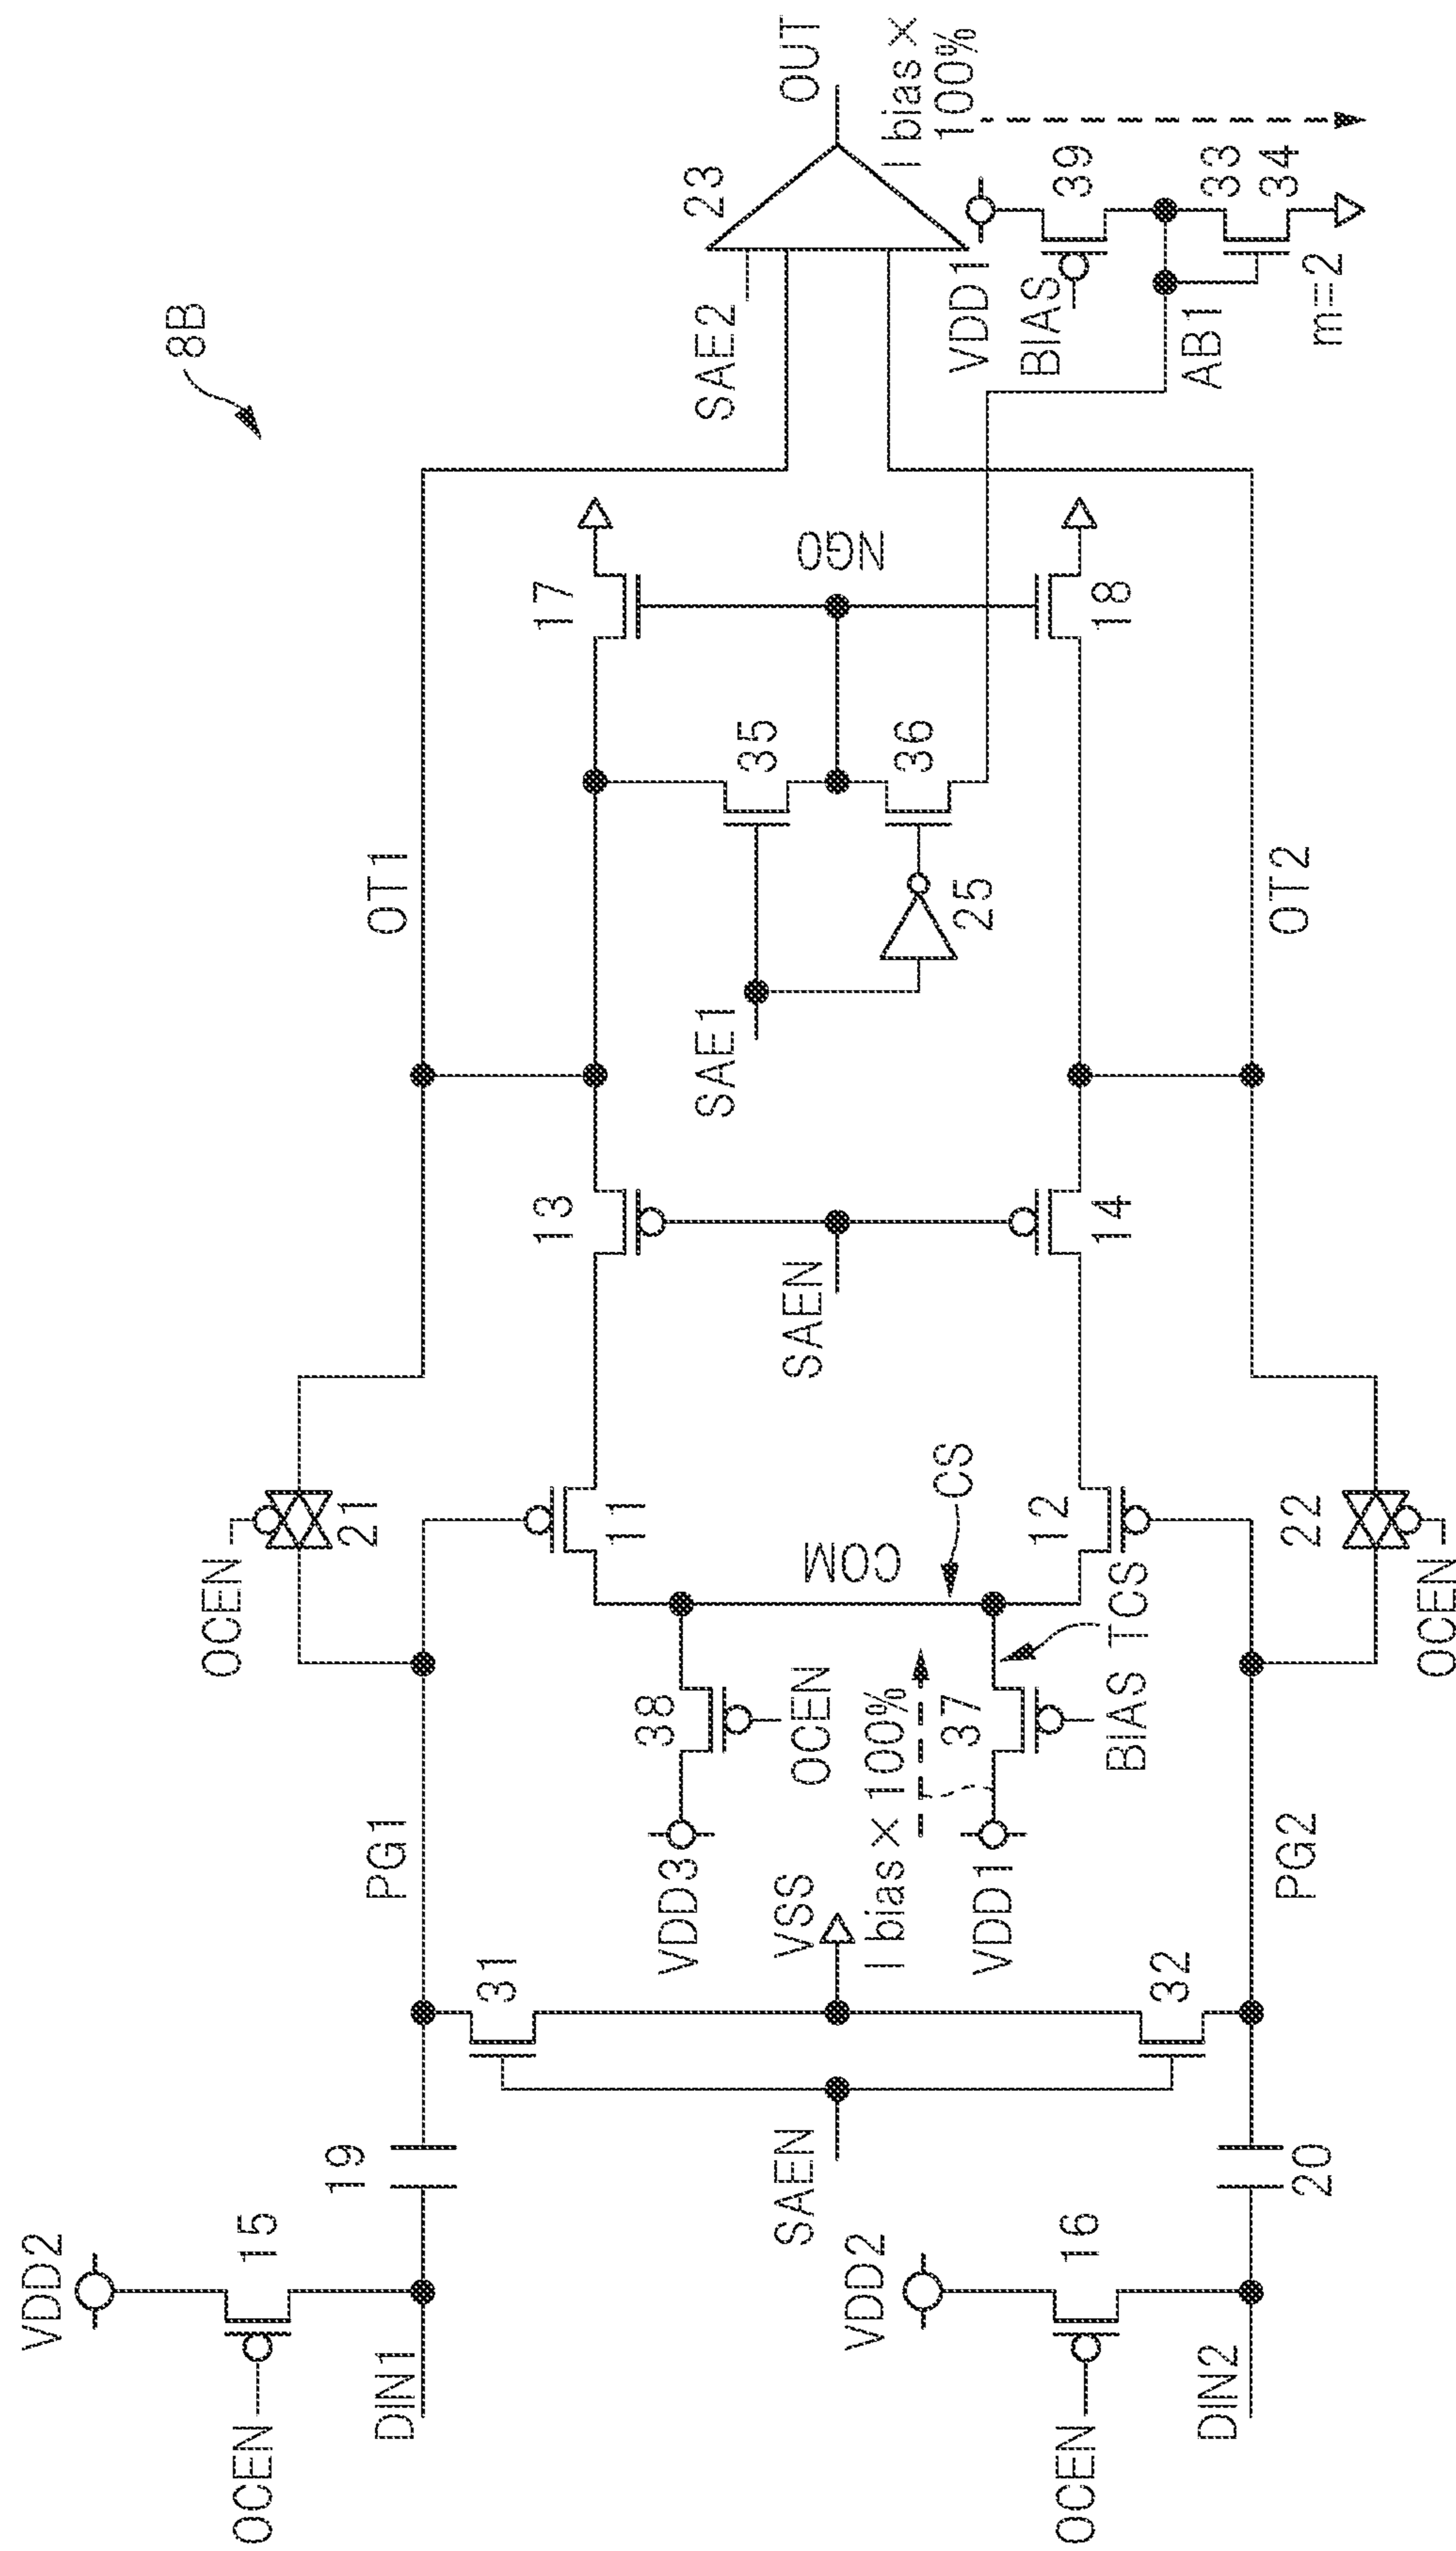 8B
VDD2
OCEN
15
DIN1
19
PG1
31
SAEN
VSS
32
VDD2
OCEN
16
DIN2
20
PG2
OCEN
21
11
VDD3
38
OCEN
COM
CS
I bias × 100%
VDD1
37
BIAS
TCS
12
22
OCEN
13
SAEN
14
OT1
OT2
SAE1
35
36
25
17
NG0
18
SAE2
23
OUT
I bias ×
100%
VDD1
BIAS
39
AB1
33
34
m=2